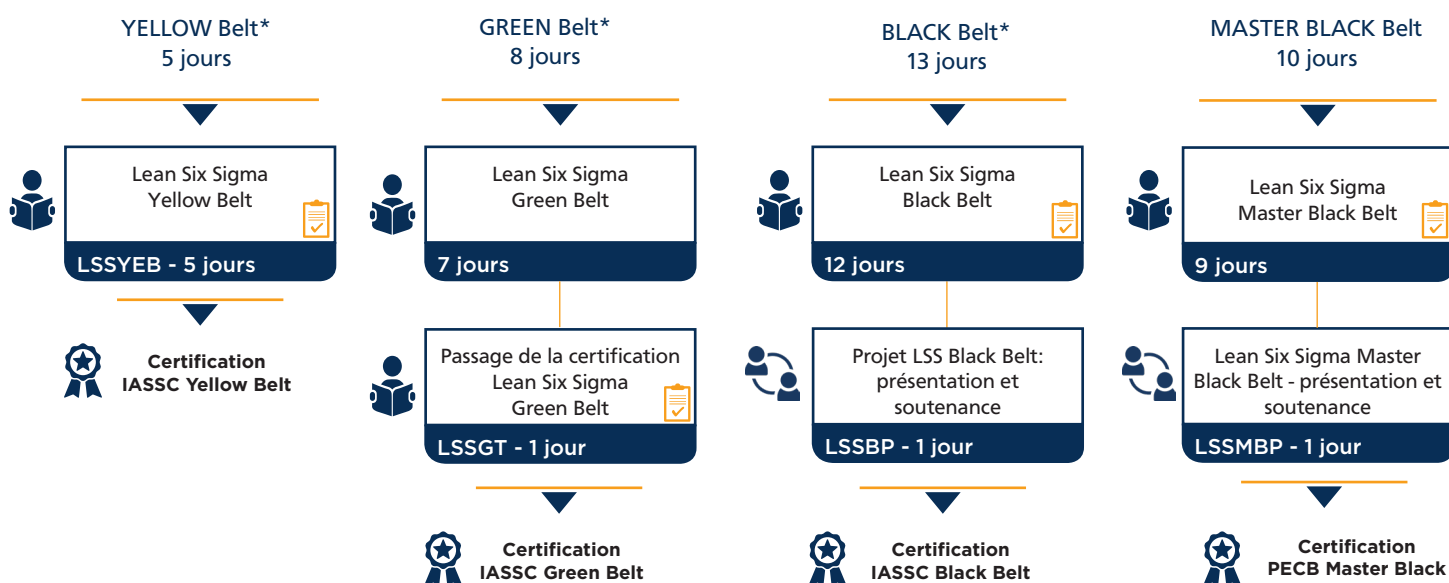 YELLOW Belt*
5 jours
Lean Six Sigma
Yellow Belt
LSSYEB - 5 jours
Certification
IASSC Yellow Belt
GREEN Belt*
8 jours
Lean Six Sigma
Green Belt
7 jours
Passage de la certification
Lean Six Sigma
Green Belt
LSSGT - 1 jour
Certification
IASSC Green Belt
BLACK Belt*
13 jours
Lean Six Sigma
Black Belt
12 jours
Projet LSS Black Belt:
présentation et
soutenance
LSSBP - 1 jour
Certification
IASSC Black Belt
MASTER BLACK Belt
10 jours
Lean Six Sigma
Master Black Belt
9 jours
Lean Six Sigma Master
Black Belt - présentation et
soutenance
LSSMBP - 1 jour
Certification
PECB Master Black